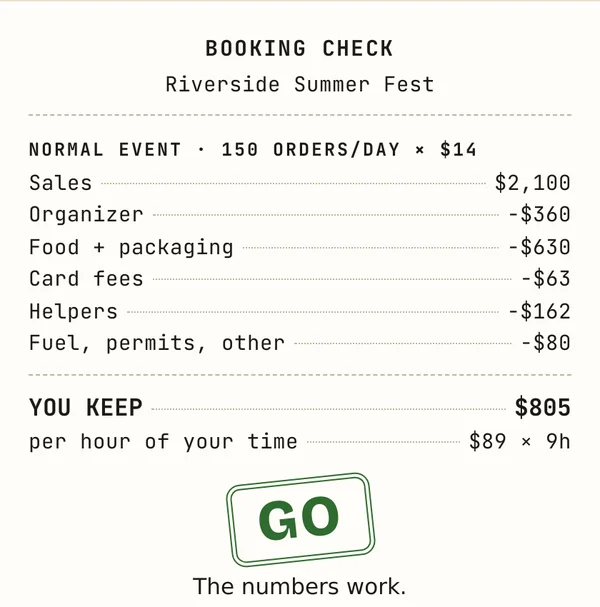 BOOKING CHECK
Riverside Summer Fest
NORMAL EVENT · 150 ORDERS/DAY × $14
Sales $2,100
Organizer -$360
Food + packaging -$630
Card fees -$63
Helpers -$162
Fuel, permits, other -$80
YOU KEEP $805
per hour of your time $89 × 9h
GO
The numbers work.